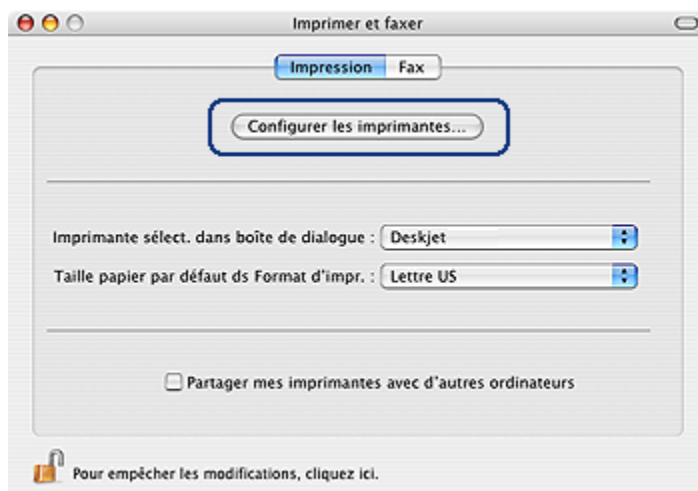 Imprimer et faxer
Impression Fax
Configurer les imprimantes...
Imprimante sélect. dans boîte de dialogue : Deskjet
Taille papier par défaut ds Format d'impr. : Lettre US
Partager mes imprimantes avec d'autres ordinateurs
Pour empêcher les modifications, cliquez ici.